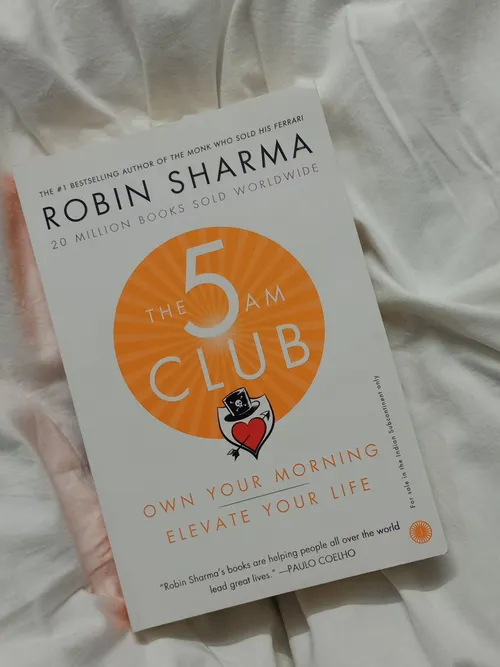 THE #1 BESTSELLING AUTHOR OF THE MONK WHO SOLD HIS FERRARI
ROBIN SHARMA
20 MILLION BOOKS SOLD WORLDWIDE
THE 5 AM
CLUB
OWN YOUR MORNING
ELEVATE YOUR LIFE
For sale in the Indian Subcontinent only
"Robin Sharma's books are helping people all over the world
lead great lives." —PAULO COELHO